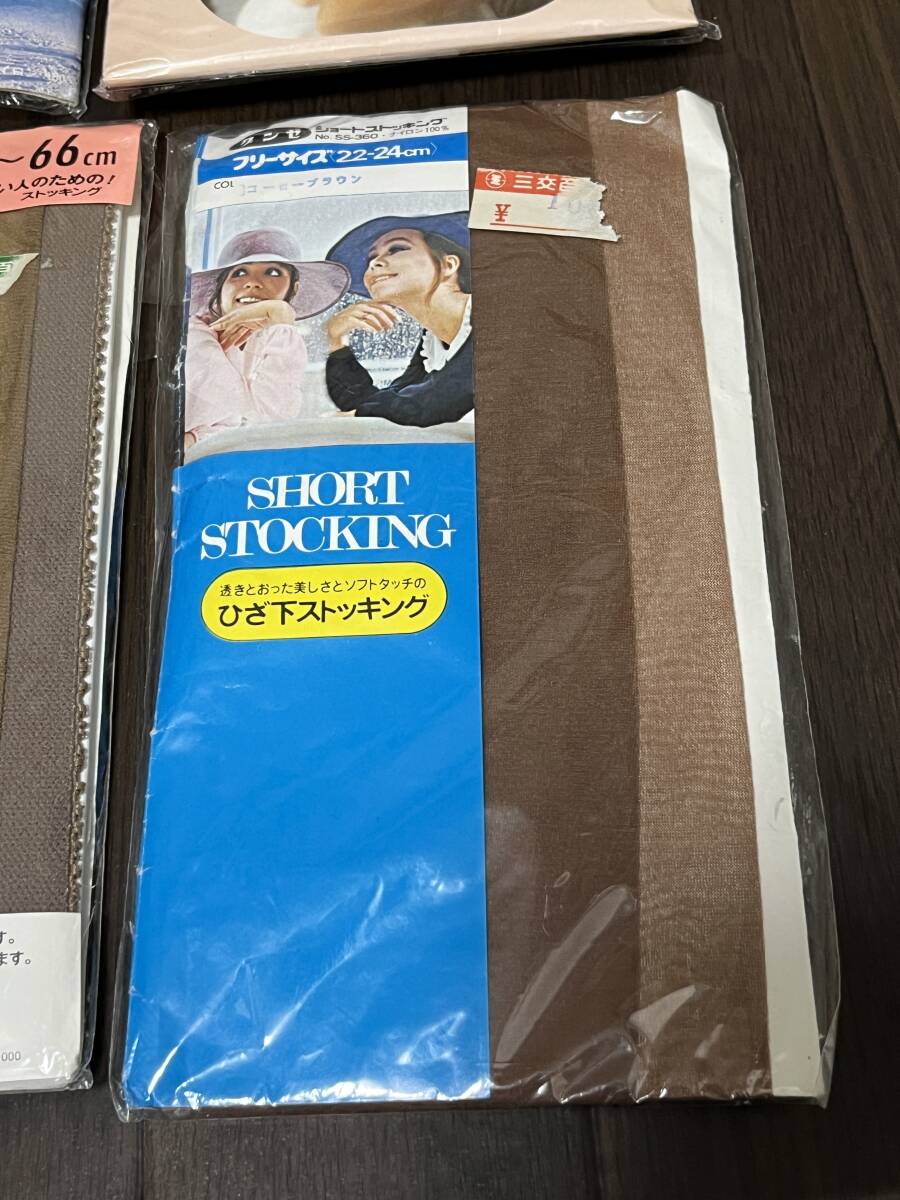 ～66cm
い人のための！
ストッキング
ショートストッキング
No. SS-360・ナイロン100％
フリーサイズ〈22-24cm〉
COL
コーヒーブラウン
三交百
¥
SHORT
STOCKING
透きとおった美しさとソフトタッチの
ひざ下ストッキング
す。
ます。
000